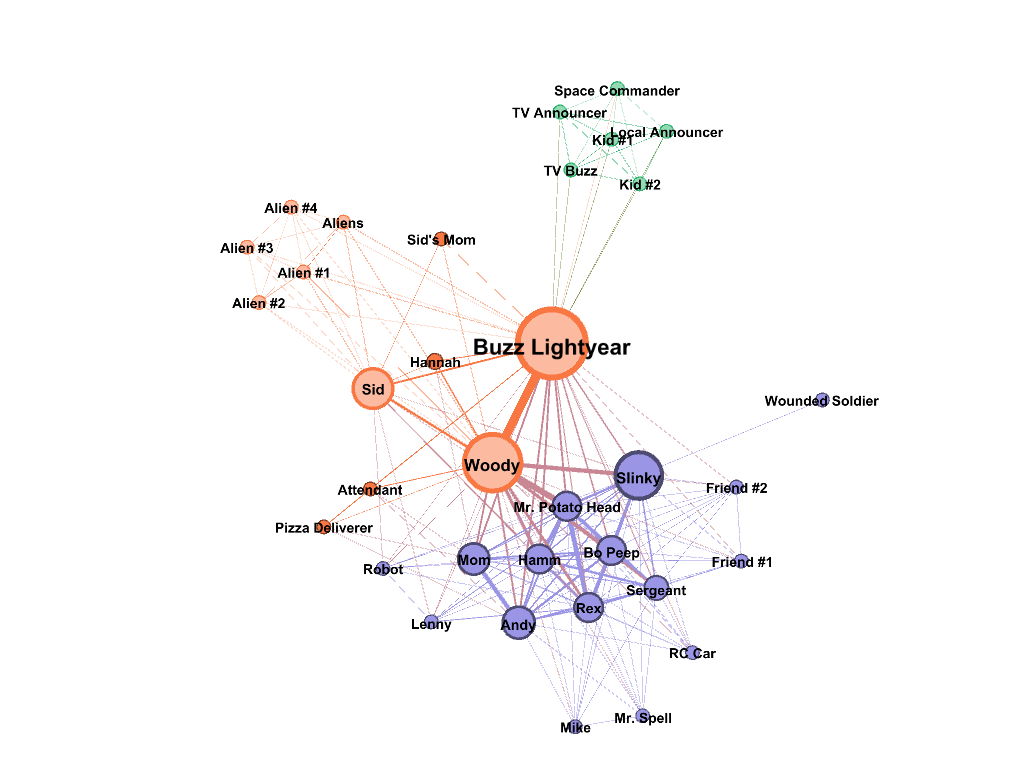 Space Commander
TV Announcer
Local Announcer
Kid #1
TV Buzz
Kid #2
Alien #4
Aliens
Sid's Mom
Alien #3
Alien #1
Alien #2
Buzz Lightyear
Hannah
Sid
Wounded Soldier
Woody
Slinky
Friend #2
Attendant
Mr. Potato Head
Pizza Deliverer
Bo Peep
Mom
Hamm
Friend #1
Robot
Sergeant
Rex
Lenny
Andy
RC Car
Mr. Spell
Mike